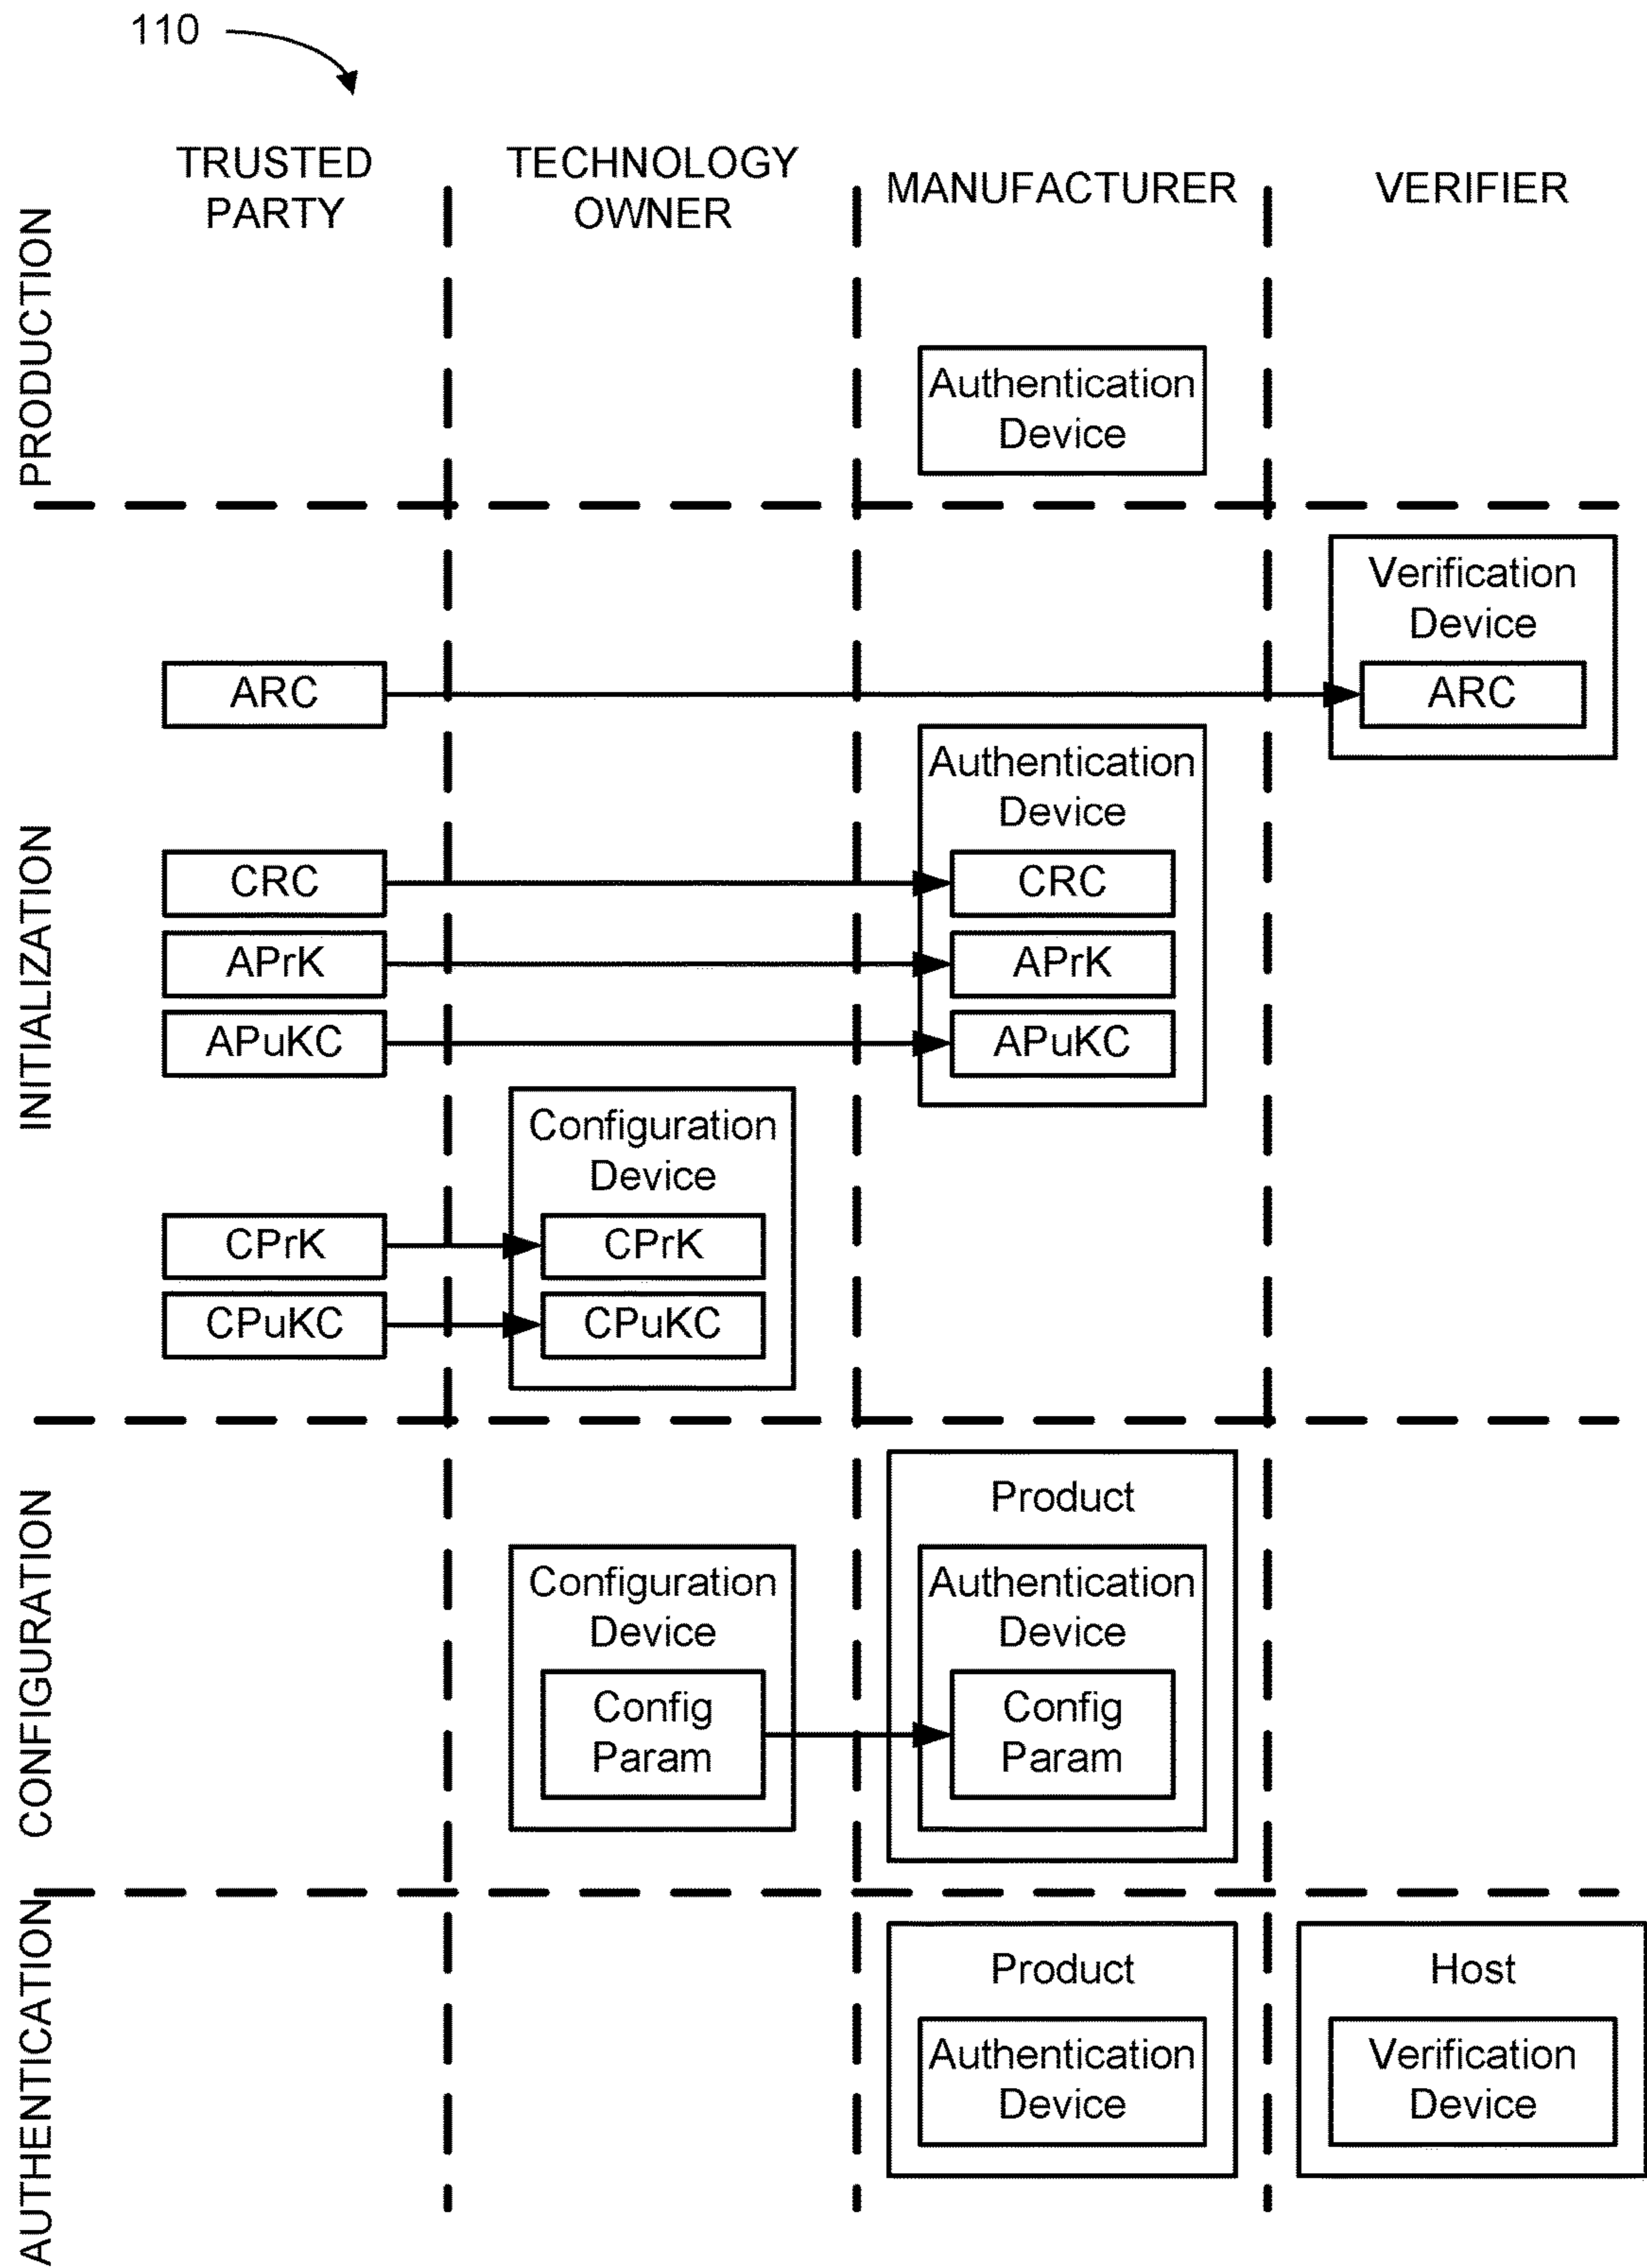 110
TRUSTED
PARTY
TECHNOLOGY
OWNER
MANUFACTURER
VERIFIER
PRODUCTION
Authentication
Device
INITIALIZATION
Verification
Device
ARC
ARC
Authentication
Device
CRC
CRC
APrK
APrK
APuKC
APuKC
Configuration
Device
CPrK
CPrK
CPuKC
CPuKC
CONFIGURATION
Product
Configuration
Device
Authentication
Device
Config
Param
Config
Param
AUTHENTICATION
Product
Host
Authentication
Device
Verification
Device